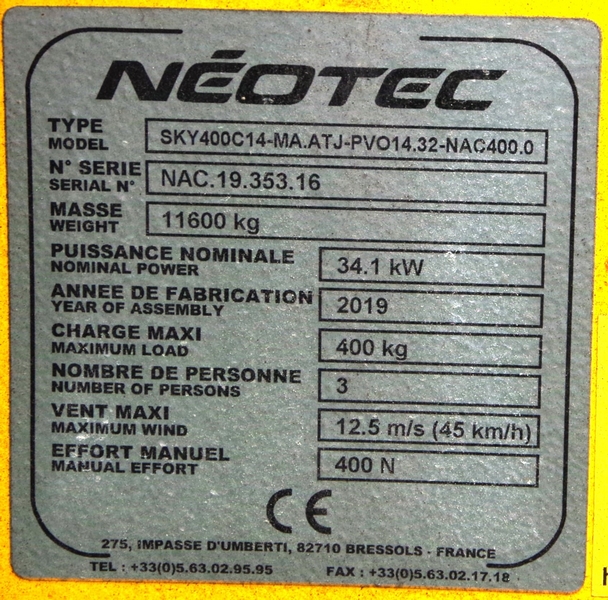 NÉOTEC
TYPE
MODEL
SKY400C14-MA.ATJ-PVO14.32-NAC400.0
N° SERIE
SERIAL N°
NAC.19.353.16
MASSE
WEIGHT
11600 kg
PUISSANCE NOMINALE
NOMINAL POWER
34.1 kW
ANNEE DE FABRICATION
YEAR OF ASSEMBLY
2019
CHARGE MAXI
MAXIMUM LOAD
400 kg
NOMBRE DE PERSONNE
NUMBER OF PERSONS
3
VENT MAXI
MAXIMUM WIND
12.5 m/s (45 km/h)
EFFORT MANUEL
MANUAL EFFORT
400 N
CE
275, IMPASSE D'UMBERTI, 82710 BRESSOLS - FRANCE
TEL : +33(0)5.63.02.95.95 FAX : +33(0)5.63.02.17.18